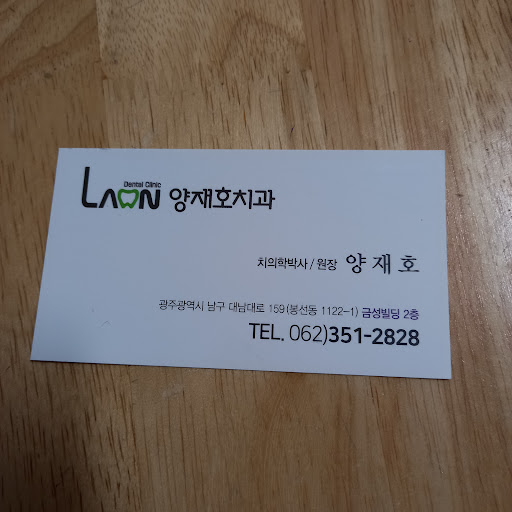 Dental Clinic
LAON 양재호치과
치의학박사 / 원장 양재호
광주광역시 남구 대남대로 159 (봉선동 1122-1) 금성빌딩 2층
TEL. 062)351-2828